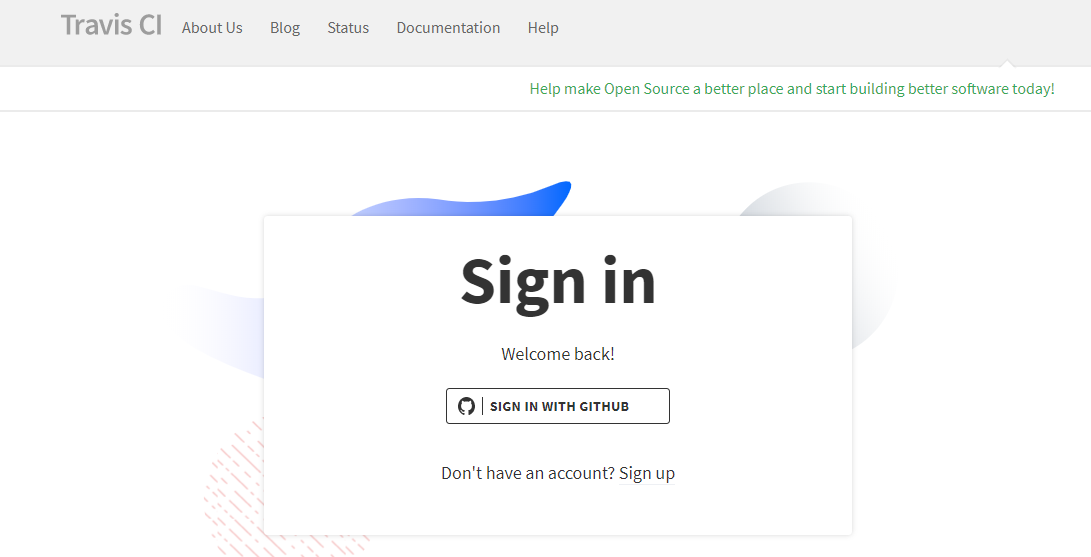 Travis CI About Us Blog Status Documentation Help
Help make Open Source a better place and start building better software today!
Sign in
Welcome back!
SIGN IN WITH GITHUB
Don't have an account? Sign up